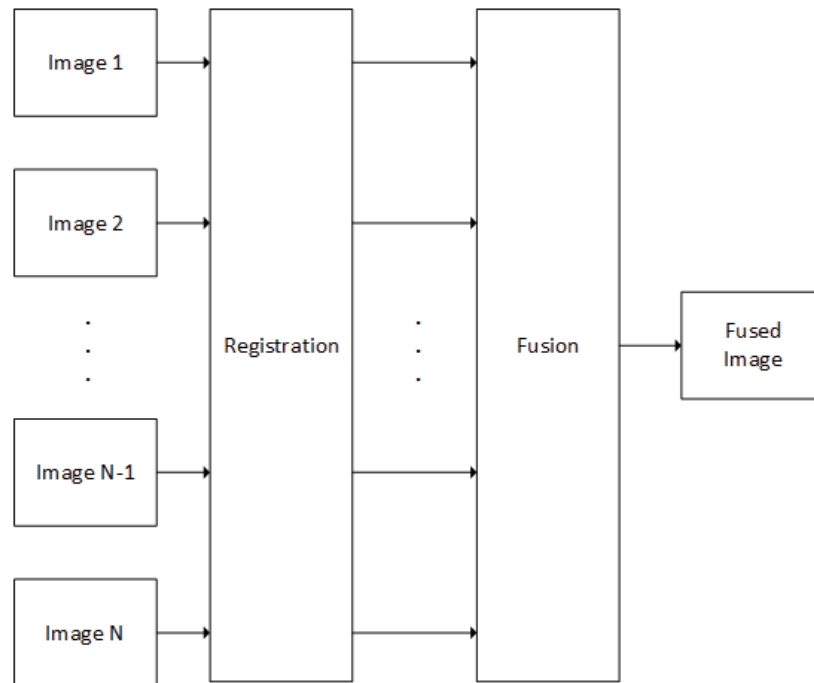 Image 1
Image 2
.
.
.
Image N-1
Image N
Registration
.
.
.
Fusion
Fused
Image